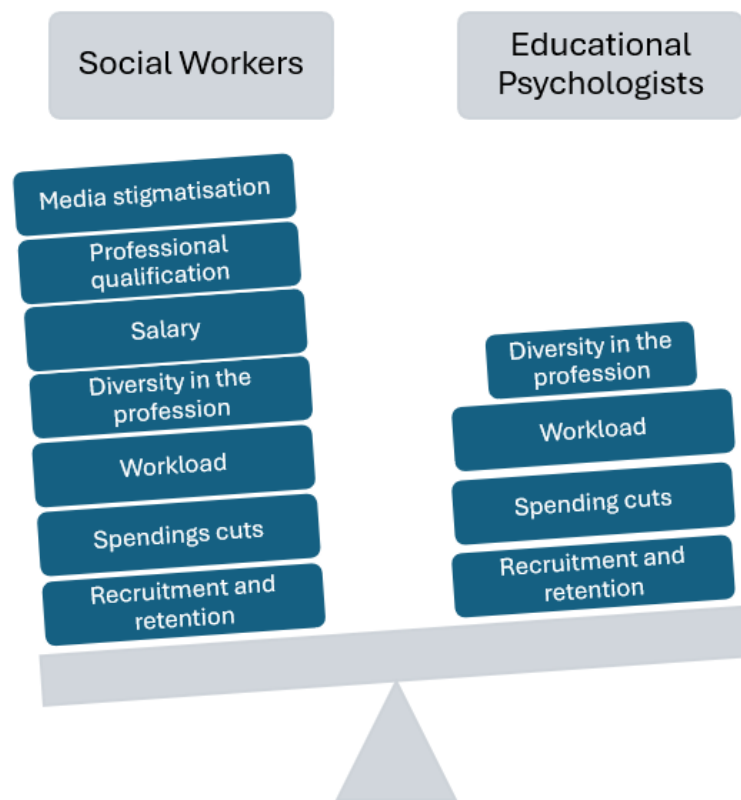 Social Workers
Educational
Psychologists
Media stigmatisation
Professional
qualification
Salary
Diversity in the
profession
Workload
Spendings cuts
Recruitment and
retention
Diversity in the
profession
Workload
Spending cuts
Recruitment and
retention